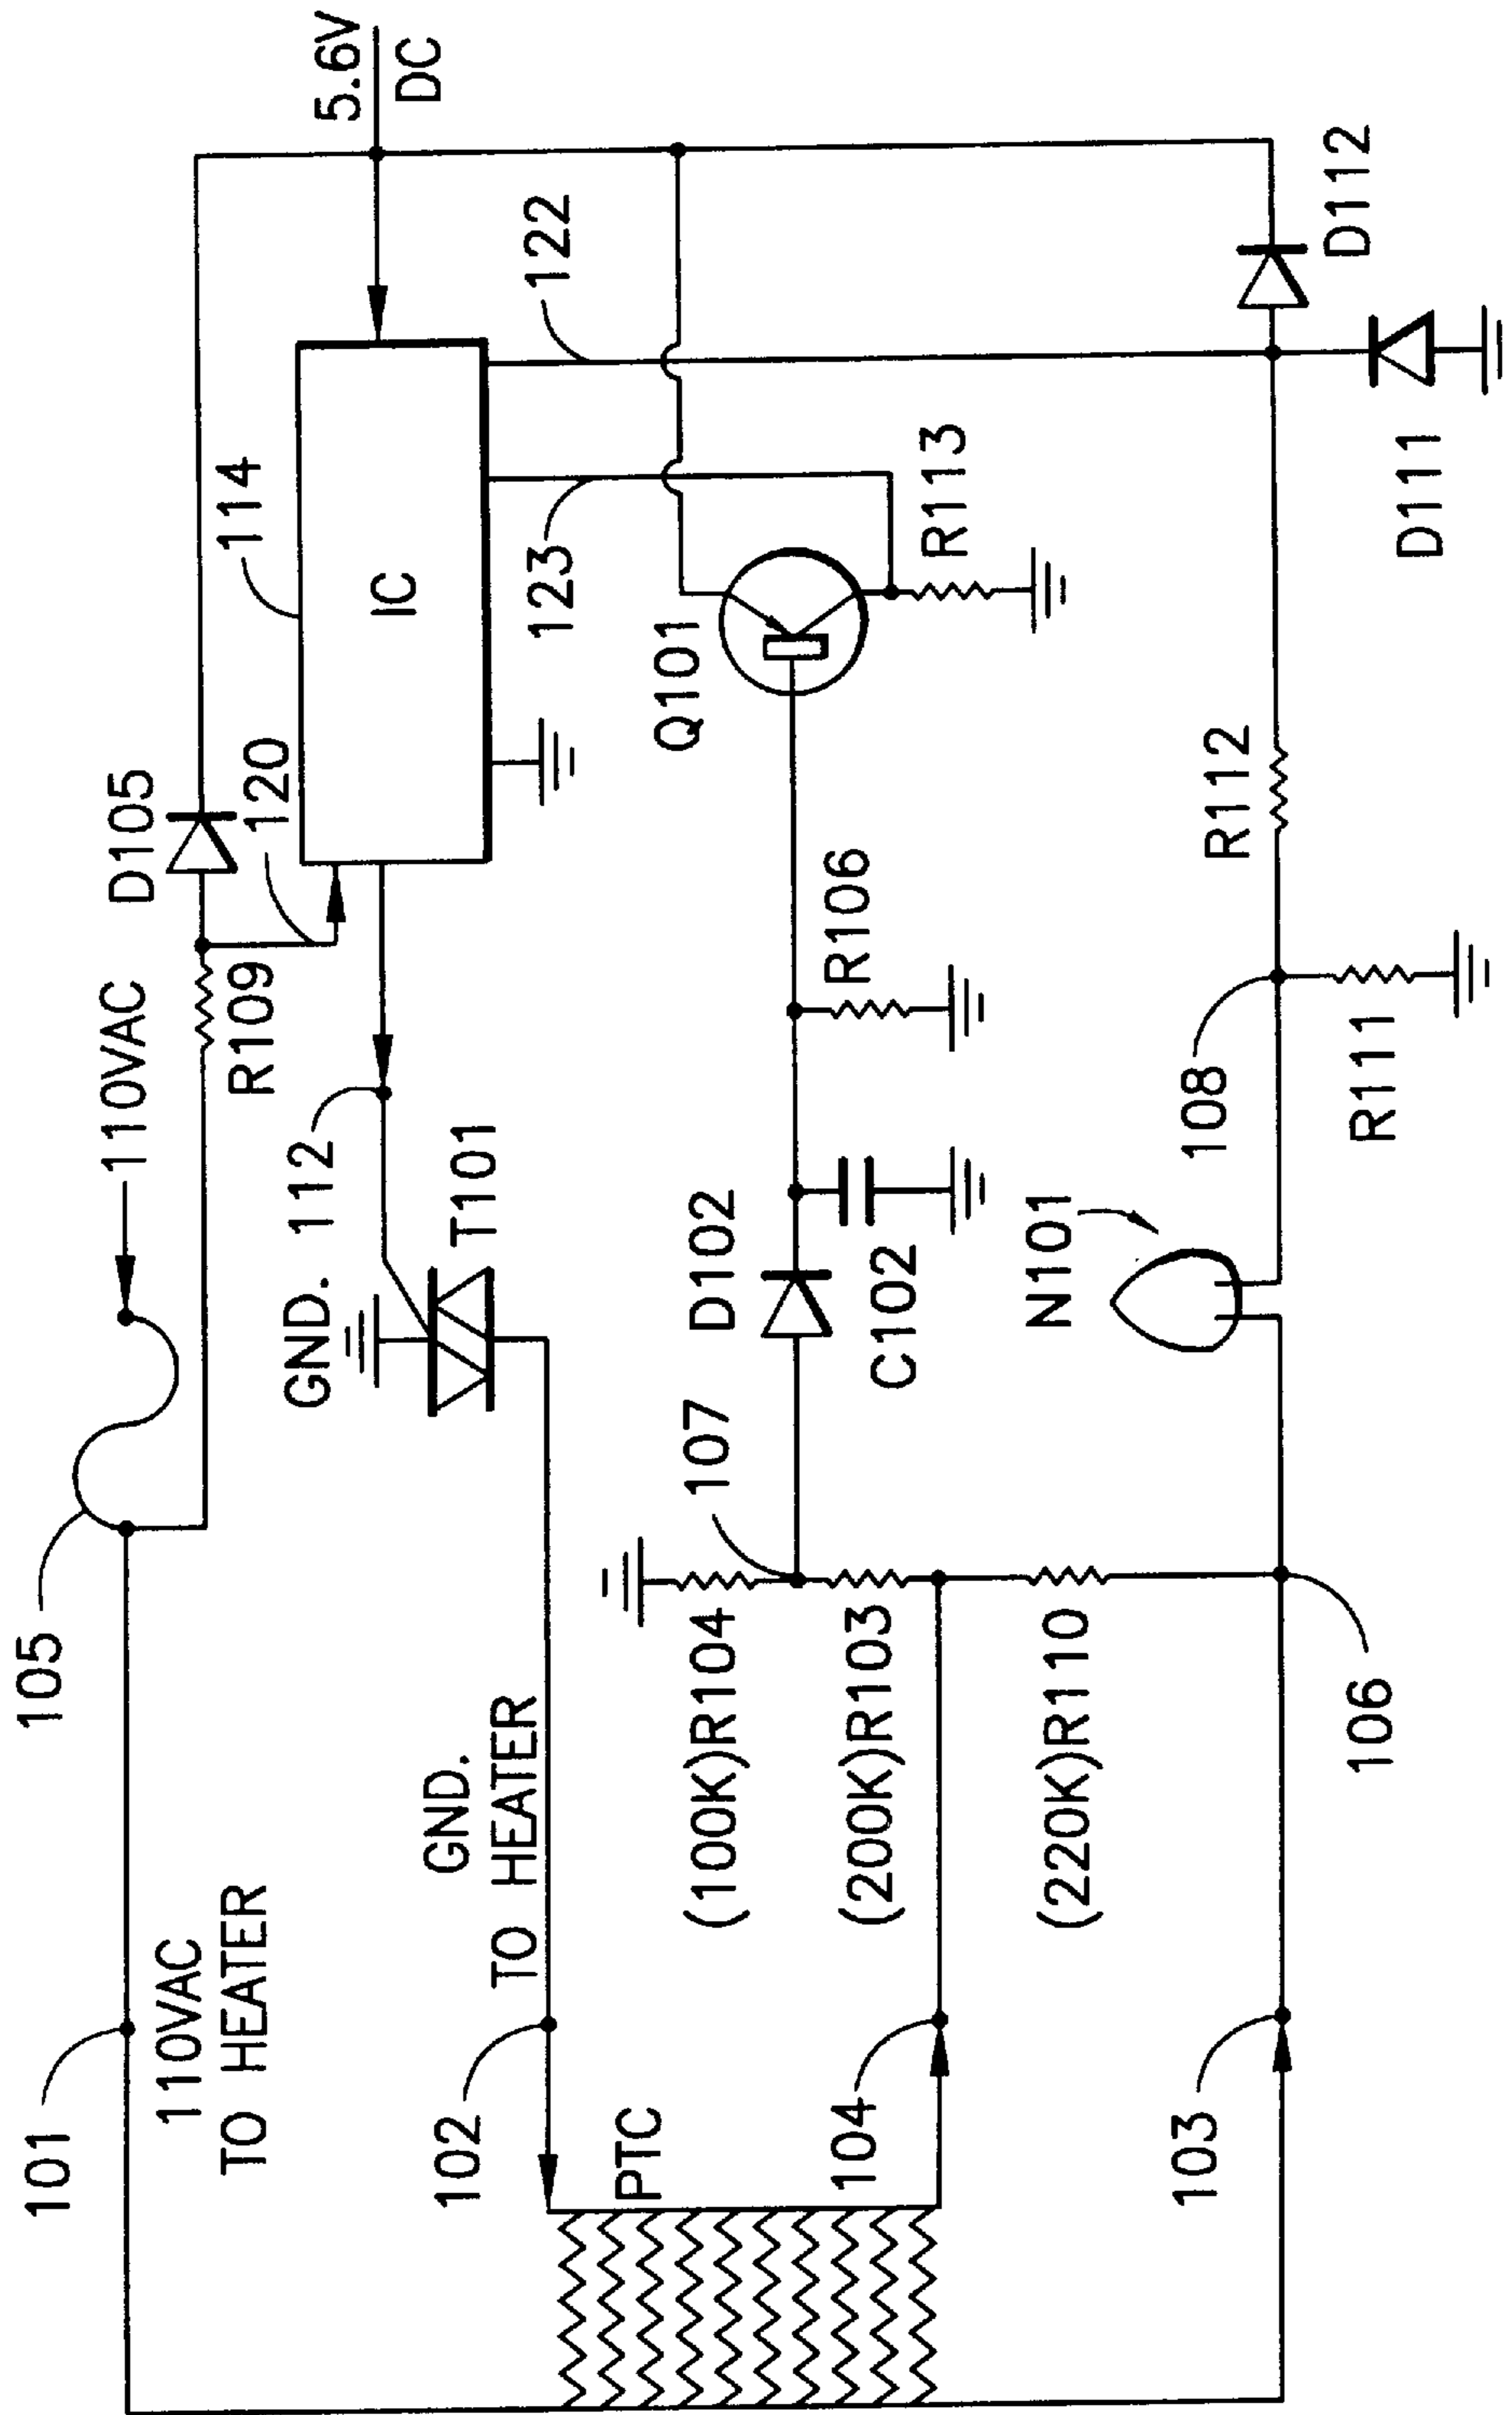 101
105
110VAC
D105
114
5.6V
DC
110VAC
TO HEATER
R109
120
IC
GND.
112
T101
122
123
102
GND.
TO HEATER
PTC
107
D102
Q101
R113
(100K)R104
(200K)R103
(220K)R110
C102
R106
104
103
106
N101
108
R112
R111
D111
D112